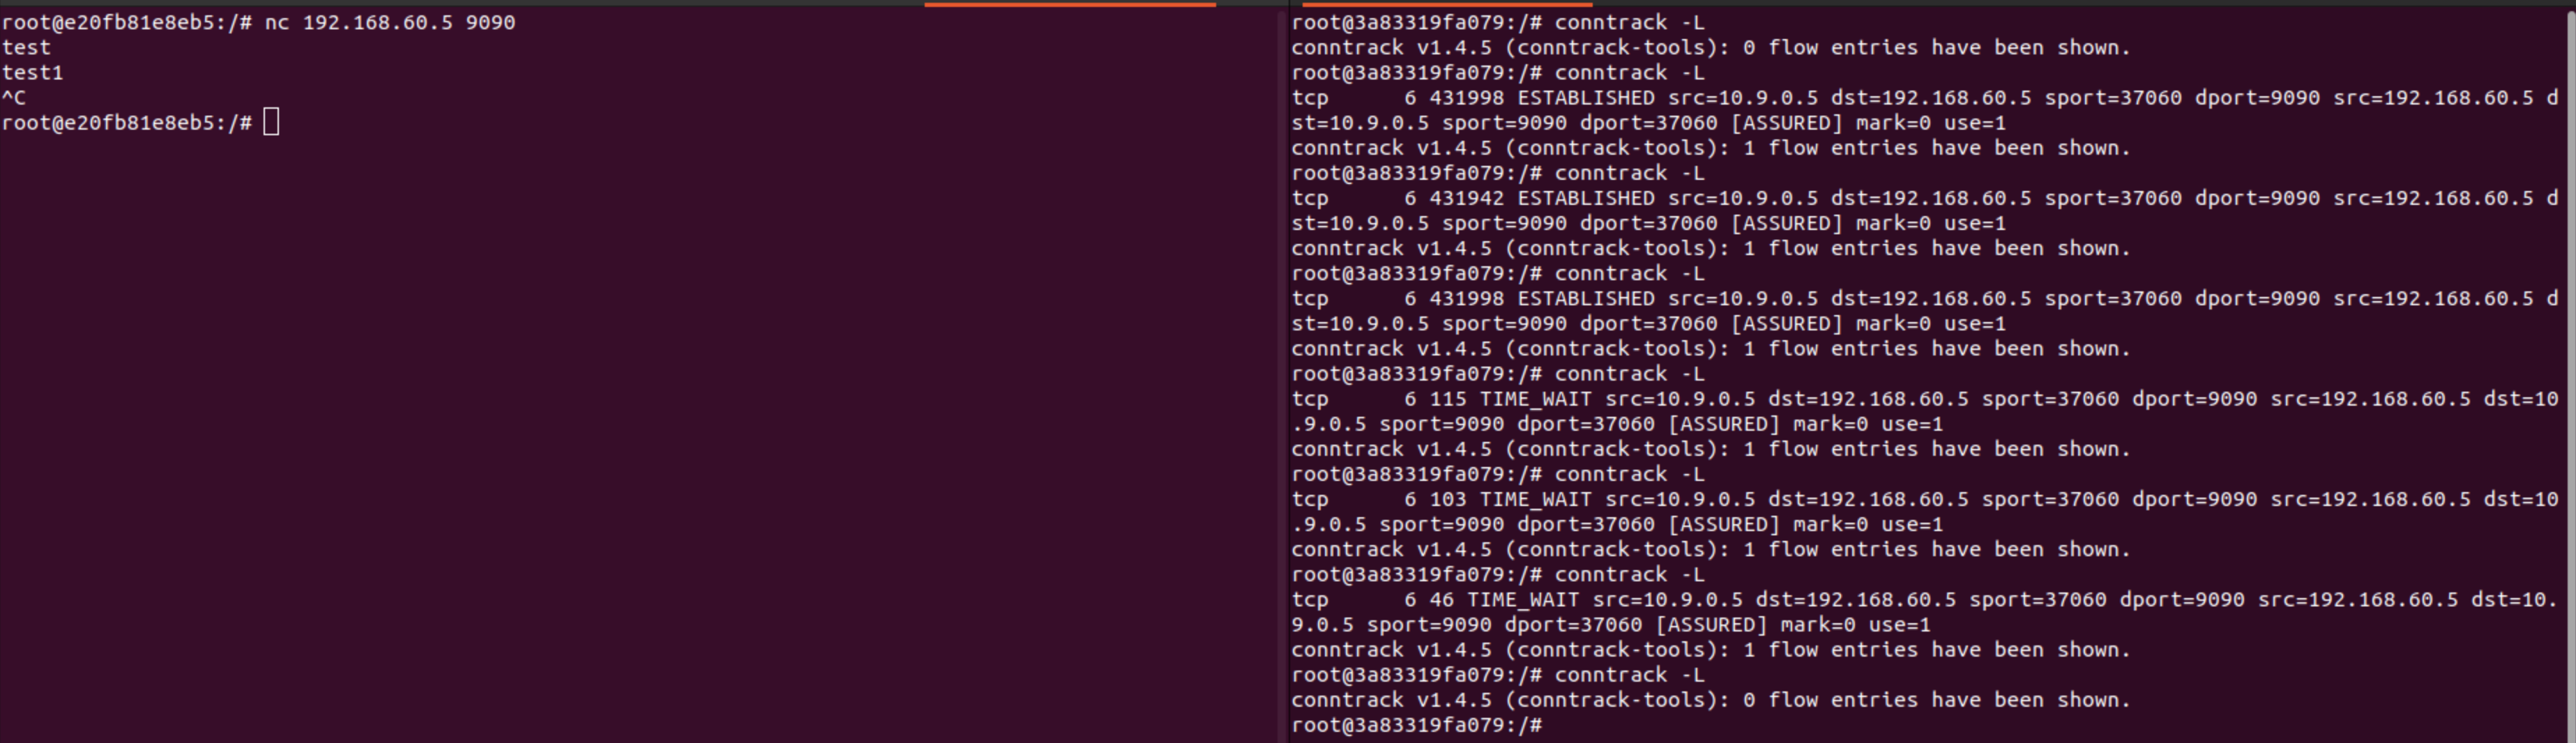 root@e20fb81e8eb5:/# nc 192.168.60.5 9090
test
test1
^C
root@e20fb81e8eb5:/#
root@3a83319fa079:/# conntrack -L
conntrack v1.4.5 (conntrack-tools): 0 flow entries have been shown.
root@3a83319fa079:/# conntrack -L
tcp      6 431998 ESTABLISHED src=10.9.0.5 dst=192.168.60.5 sport=37060 dport=9090 src=192.168.60.5 d
st=10.9.0.5 sport=9090 dport=37060 [ASSURED] mark=0 use=1
conntrack v1.4.5 (conntrack-tools): 1 flow entries have been shown.
root@3a83319fa079:/# conntrack -L
tcp      6 431942 ESTABLISHED src=10.9.0.5 dst=192.168.60.5 sport=37060 dport=9090 src=192.168.60.5 d
st=10.9.0.5 sport=9090 dport=37060 [ASSURED] mark=0 use=1
conntrack v1.4.5 (conntrack-tools): 1 flow entries have been shown.
root@3a83319fa079:/# conntrack -L
tcp      6 431998 ESTABLISHED src=10.9.0.5 dst=192.168.60.5 sport=37060 dport=9090 src=192.168.60.5 d
st=10.9.0.5 sport=9090 dport=37060 [ASSURED] mark=0 use=1
conntrack v1.4.5 (conntrack-tools): 1 flow entries have been shown.
root@3a83319fa079:/# conntrack -L
tcp      6 115 TIME_WAIT src=10.9.0.5 dst=192.168.60.5 sport=37060 dport=9090 src=192.168.60.5 dst=10
.9.0.5 sport=9090 dport=37060 [ASSURED] mark=0 use=1
conntrack v1.4.5 (conntrack-tools): 1 flow entries have been shown.
root@3a83319fa079:/# conntrack -L
tcp      6 103 TIME_WAIT src=10.9.0.5 dst=192.168.60.5 sport=37060 dport=9090 src=192.168.60.5 dst=10
.9.0.5 sport=9090 dport=37060 [ASSURED] mark=0 use=1
conntrack v1.4.5 (conntrack-tools): 1 flow entries have been shown.
root@3a83319fa079:/# conntrack -L
tcp      6 46 TIME_WAIT src=10.9.0.5 dst=192.168.60.5 sport=37060 dport=9090 src=192.168.60.5 dst=10.
9.0.5 sport=9090 dport=37060 [ASSURED] mark=0 use=1
conntrack v1.4.5 (conntrack-tools): 1 flow entries have been shown.
root@3a83319fa079:/# conntrack -L
conntrack v1.4.5 (conntrack-tools): 0 flow entries have been shown.
root@3a83319fa079:/#